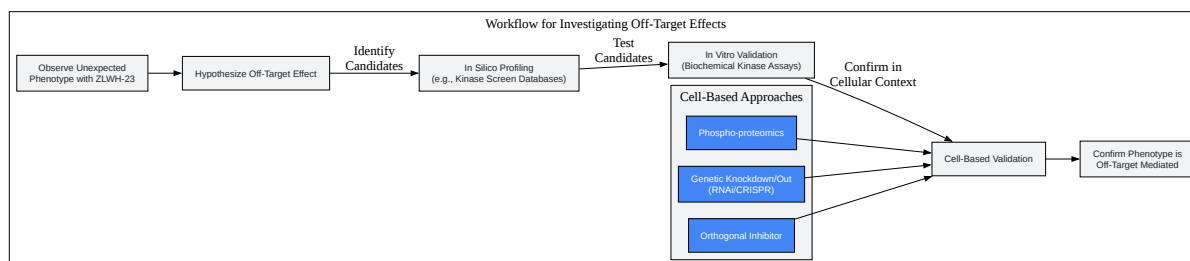 Workflow for Investigating Off-Target Effects
Observe Unexpected
Phenotype with ZLWH-23
Hypothesize Off-Target Effect
Identify
Candidates
In Silico Profiling
(e.g., Kinase Screen Databases)
Test
Candidates
In Vitro Validation
(Biochemical Kinase Assays)
Confirm in
Cellular Context
Cell-Based Approaches
Phospho-proteomics
Genetic Knockdown/Out
(RNAi/CRISPR)
Orthogonal Inhibitor
Cell-Based Validation
Confirm Phenotype is
Off-Target Mediated